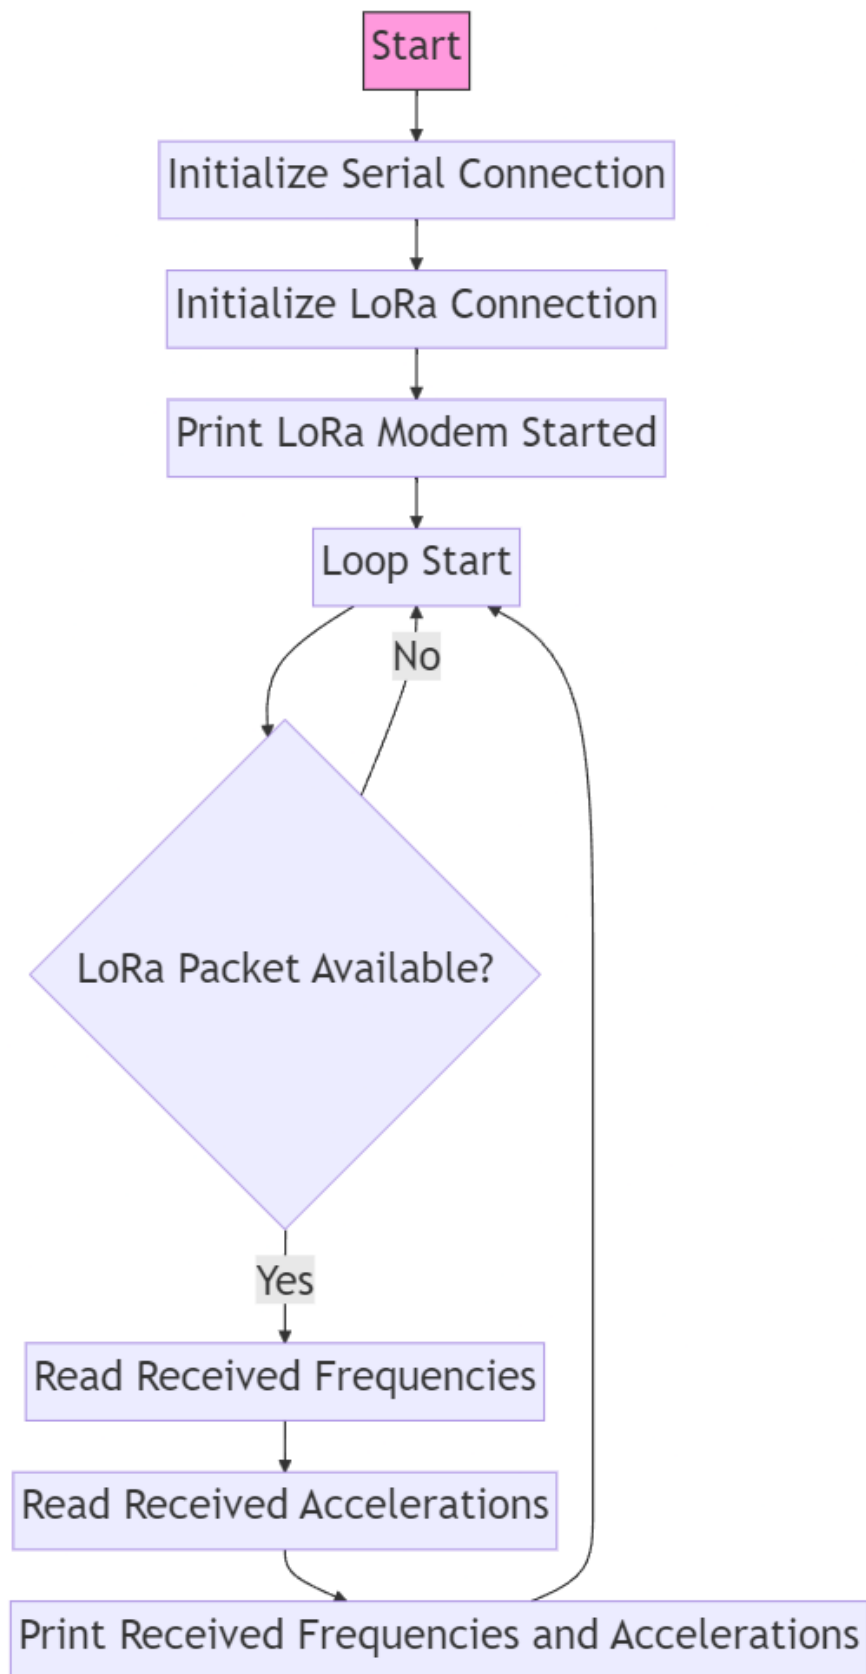 Start
Initialize Serial Connection
Initialize LoRa Connection
Print LoRa Modem Started
Loop Start
No
LoRa Packet Available?
Yes
Read Received Frequencies
Read Received Accelerations
Print Received Frequencies and Accelerations